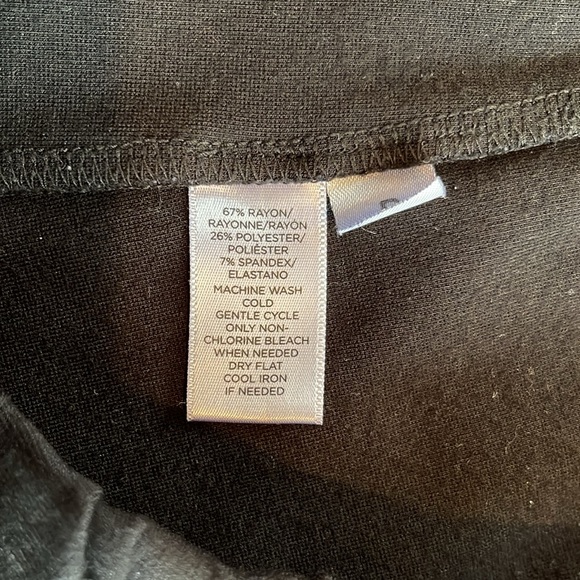 67% RAYON/
RAYONNE/RAYÓN
26% POLYESTER/
POLIÉSTER
7% SPANDEX/
ELASTANO
MACHINE WASH
COLD
GENTLE CYCLE
ONLY NON-
CHLORINE BLEACH
WHEN NEEDED
DRY FLAT
COOL IRON
IF NEEDED